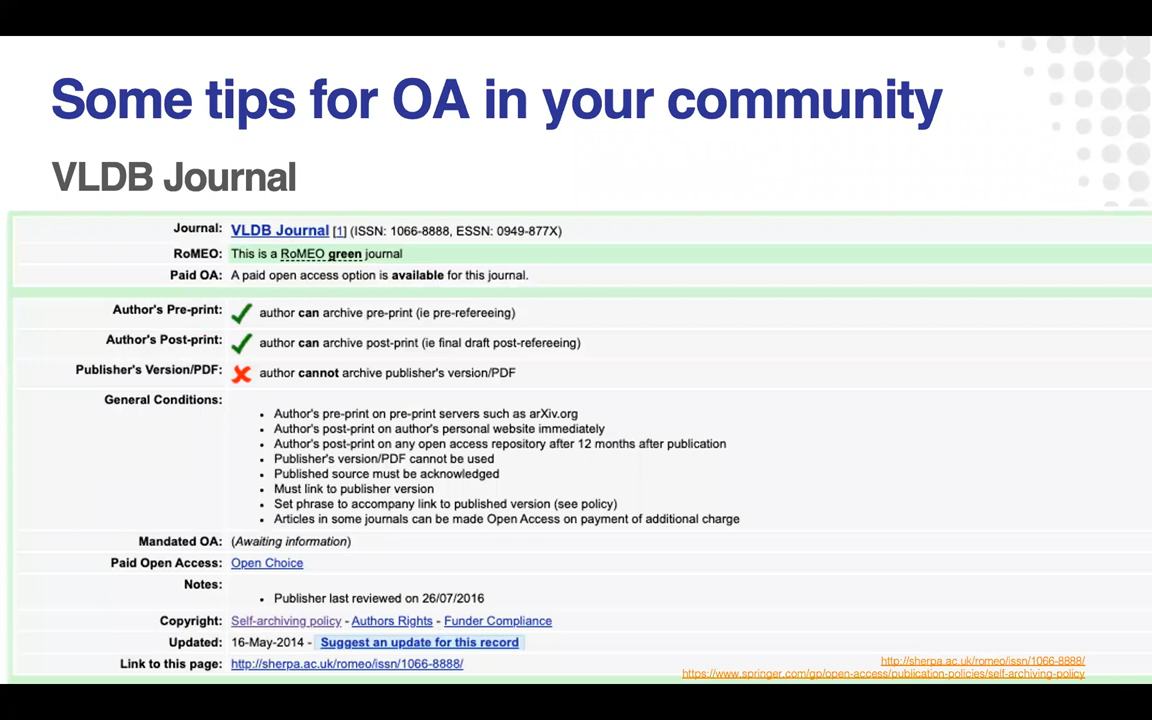 Some tips for OA in your community
VLDB Journal
Journal: VLDB Journal [1] (ISSN: 1066-8888, ESSN: 0949-877X)
RoMEO: This is a RoMEO green journal
Paid OA: A paid open access option is available for this journal.
Author's Pre-print: author can archive pre-print (ie pre-refereeing)
Author's Post-print: author can archive post-print (ie final draft post-refereeing)
Publisher's Version/PDF: author cannot archive publisher's version/PDF
General Conditions:
• Author's pre-print on pre-print servers such as arXiv.org
• Author's post-print on author's personal website immediately
• Author's post-print on any open access repository after 12 months after publication
• Publisher's version/PDF cannot be used
• Published source must be acknowledged
• Must link to publisher version
• Set phrase to accompany link to published version (see policy)
• Articles in some journals can be made Open Access on payment of additional charge
Mandated OA: (Awaiting information)
Paid Open Access: Open Choice
Notes:
• Publisher last reviewed on 26/07/2016
Copyright: Self-archiving policy - Authors Rights - Funder Compliance
Updated: 16-May-2014 - Suggest an update for this record
Link to this page: http://sherpa.ac.uk/romeo/issn/1066-8888/
http://sherpa.ac.uk/romeo/issn/1066-8888/
https://www.springer.com/gp/open-access/publication-policies/self-archiving-policy